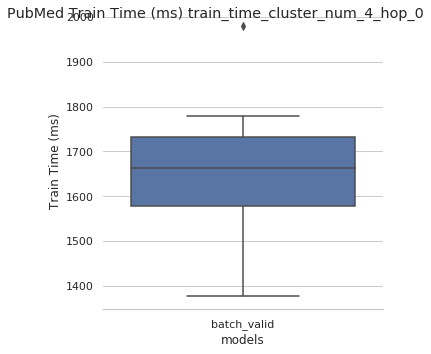 PubMed Train Time (ms) train_time_cluster_num_4_hop_0
2000
1900
1800
1700
1600
1500
1400
Train Time (ms)
batch_valid
models